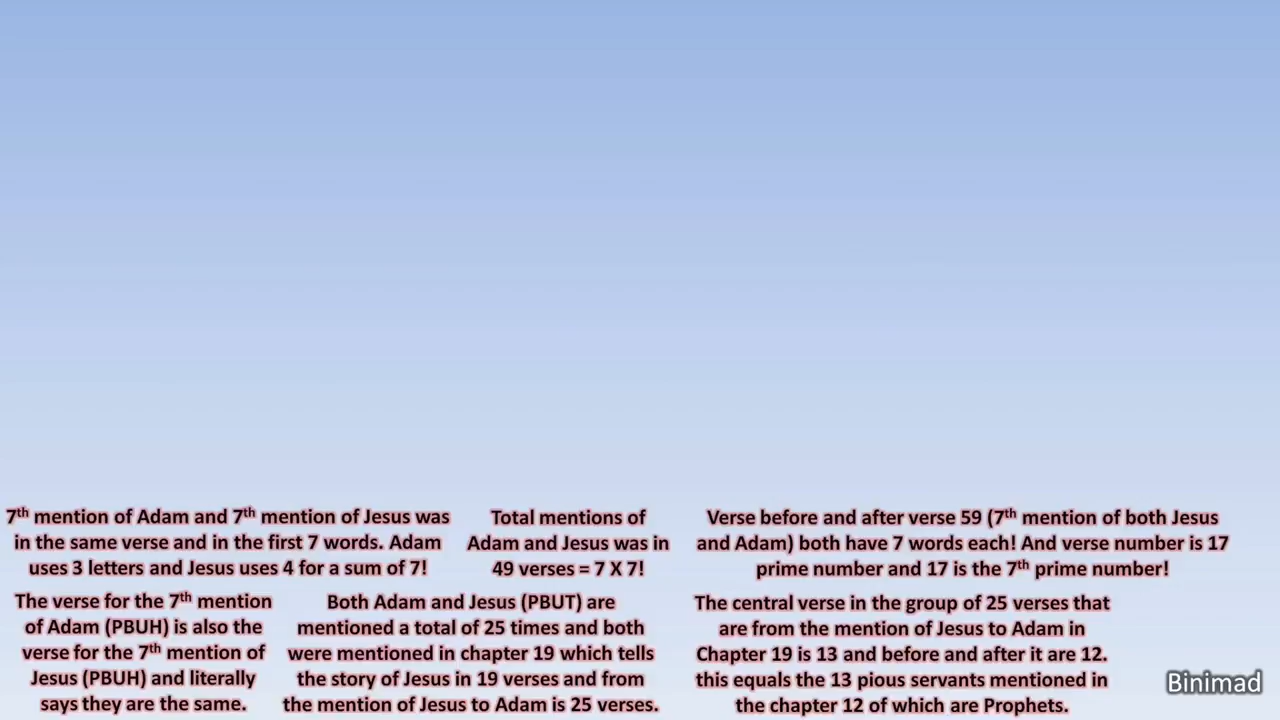 7th mention of Adam and 7th mention of Jesus was
in the same verse and in the first 7 words. Adam
uses 3 letters and Jesus uses 4 for a sum of 7!
Total mentions of
Adam and Jesus was in
49 verses = 7 X 7!
Verse before and after verse 59 (7th mention of both Jesus
and Adam) both have 7 words each! And verse number is 17
prime number and 17 is the 7th prime number!
The verse for the 7th mention
of Adam (PBUH) is also the
verse for the 7th mention of
Jesus (PBUH) and literally
says they are the same.
Both Adam and Jesus (PBUT) are
mentioned a total of 25 times and both
were mentioned in chapter 19 which tells
the story of Jesus in 19 verses and from
the mention of Jesus to Adam is 25 verses.
The central verse in the group of 25 verses that
are from the mention of Jesus to Adam in
Chapter 19 is 13 and before and after it are 12.
this equals the 13 pious servants mentioned in
the chapter 12 of which are Prophets.
Binimad